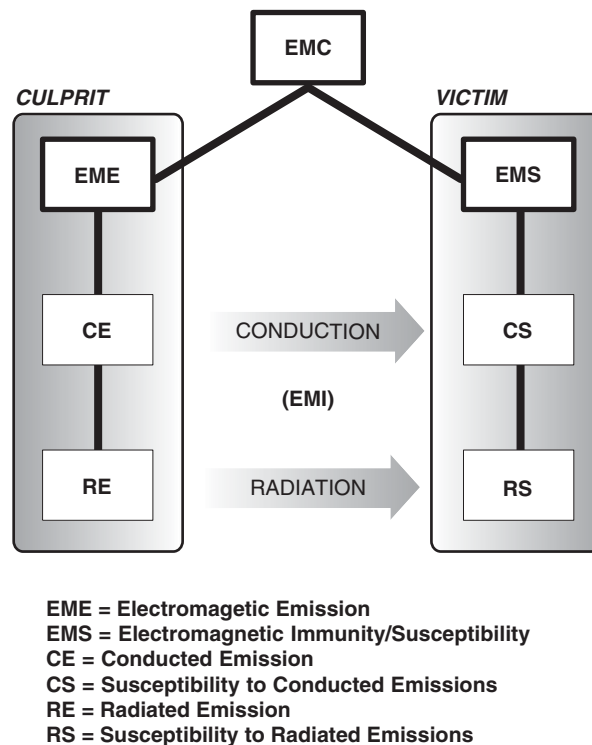 EMC
CULPRIT
VICTIM
EME
EMS
CE
CONDUCTION
CS
(EMI)
RE
RADIATION
RS
EME = Electromagetic Emission
EMS = Electromagnetic Immunity/Susceptibility
CE = Conducted Emission
CS = Susceptibility to Conducted Emissions
RE = Radiated Emission
RS = Susceptibility to Radiated Emissions